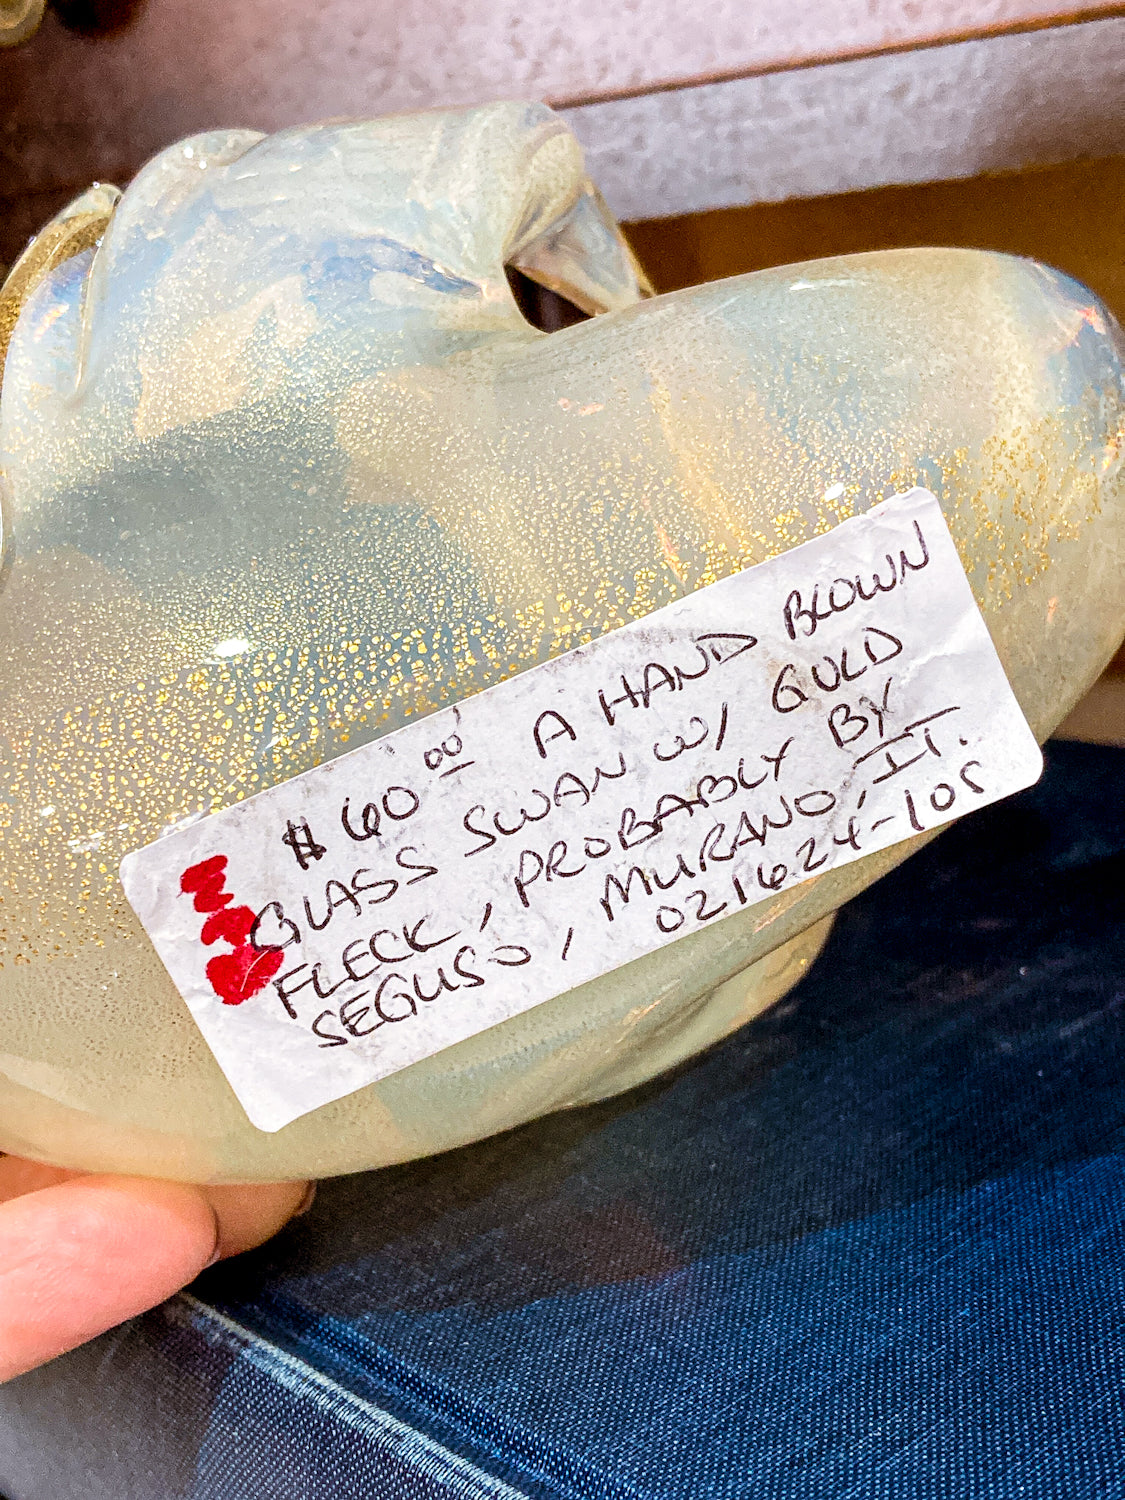 $60.00 A HAND BLOWN
GLASS SWAN W/ GOLD
FLECK, PROBABLY BY
SEGUSO, MURANO, IT.
021624-105